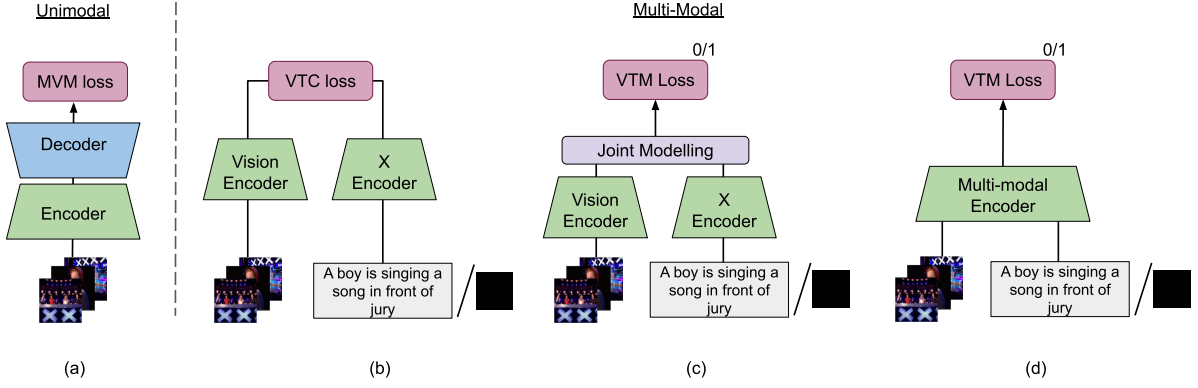 Unimodal
Multi-Modal
MVM loss
Decoder
Encoder
(a)
VTC loss
Vision
Encoder
X
Encoder
A boy is singing a
song in front of
jury
(b)
0/1
VTM Loss
Joint Modelling
Vision
Encoder
X
Encoder
A boy is singing a
song in front of
jury
(c)
0/1
VTM Loss
Multi-modal
Encoder
A boy is singing a
song in front of
jury
(d)